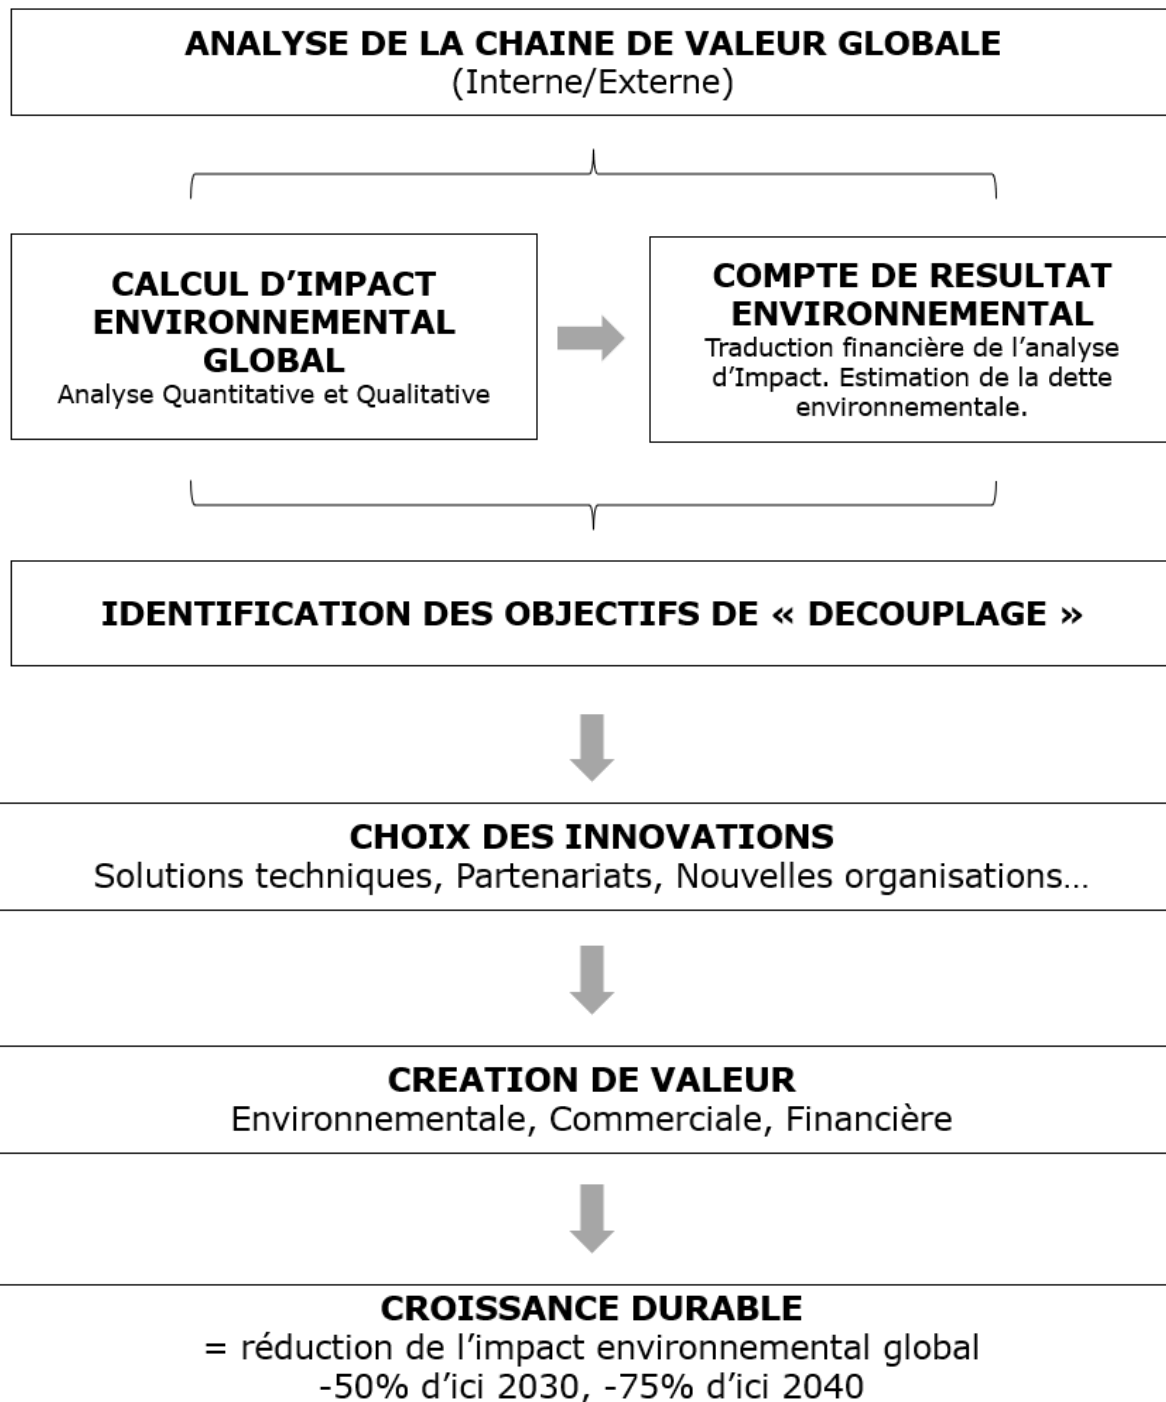 ANALYSE DE LA CHAINE DE VALEUR GLOBALE
(Interne/Externe)
CALCUL D’IMPACT
ENVIRONNEMENTAL
GLOBAL
Analyse Quantitative et Qualitative
COMPTE DE RESULTAT
ENVIRONNEMENTAL
Traduction financière de l’analyse
d’Impact. Estimation de la dette
environnementale.
IDENTIFICATION DES OBJECTIFS DE « DECOUPLAGE »
CHOIX DES INNOVATIONS
Solutions techniques, Partenariats, Nouvelles organisations…
CREATION DE VALEUR
Environnementale, Commerciale, Financière
CROISSANCE DURABLE
= réduction de l’impact environnemental global
-50% d’ici 2030, -75% d’ici 2040